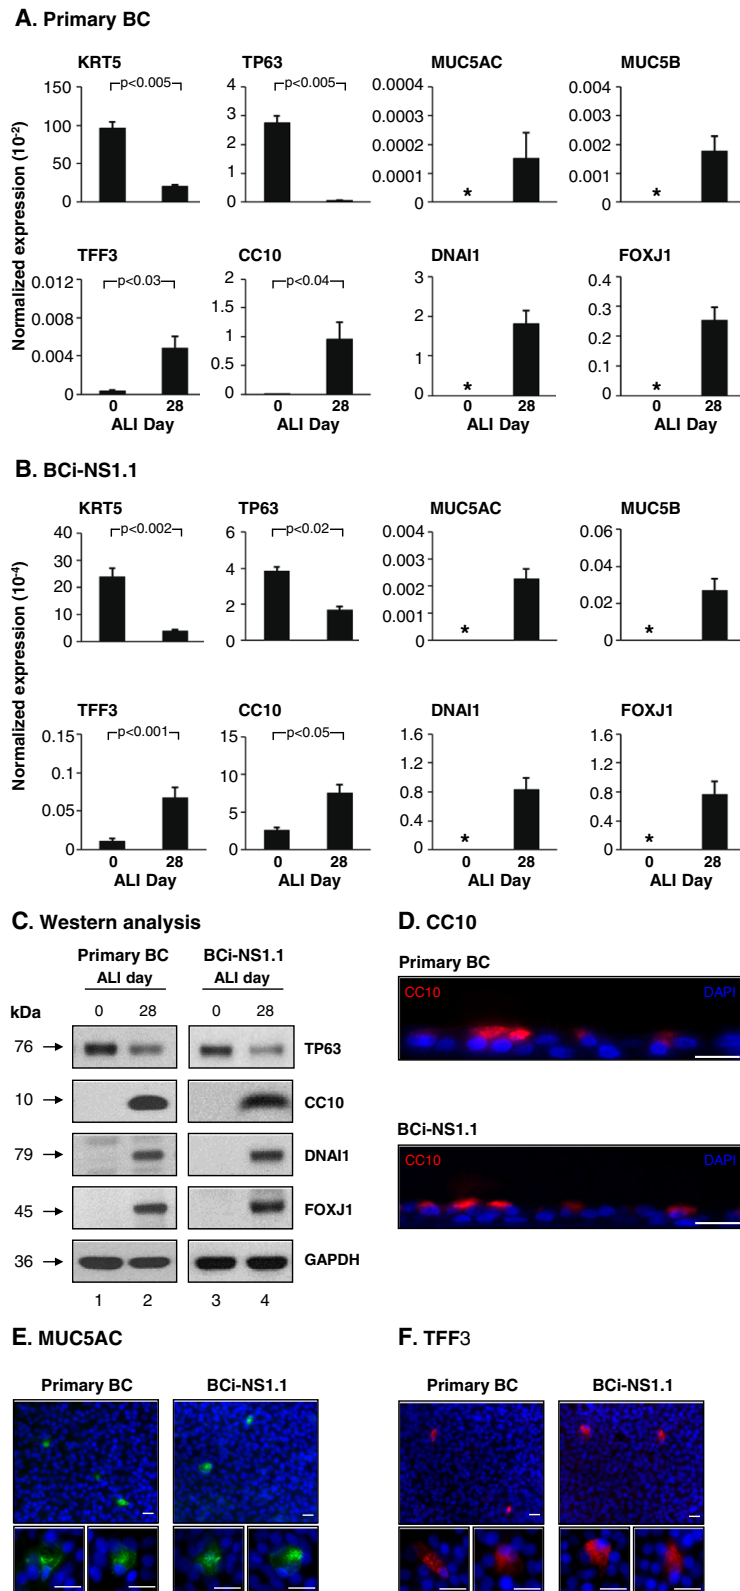 A. Primary BC
Normalized expression (10-2)
KRT5
150
100
50
0
p<0.005
TP63
4
3
2
1
0
p<0.005
MUC5AC
0.0004
0.0002
0.0001
0
*
MUC5B
0.004
0.002
0.001
0
*
TFF3
0.012
0.008
0.004
0
p<0.03
0 28
ALI Day
CC10
2
1.5
1
0.5
0
p<0.04
0 28
ALI Day
DNAI1
3
2
1
0
*
0 28
ALI Day
FOXJ1
0.4
0.3
0.2
0.1
0
*
0 28
ALI Day
B. BCi-NS1.1
Normalized expression (10-4)
KRT5
40
30
20
10
0
p<0.002
TP63
6
4
2
0
p<0.02
MUC5AC
0.004
0.003
0.002
0.001
0
*
MUC5B
0.06
0.04
0.02
0
*
TFF3
0.15
0.1
0.05
0
p<0.001
0 28
ALI Day
CC10
15
10
5
0
p<0.05
0 28
ALI Day
DNAI1
1.6
1.2
0.8
0.4
0
*
0 28
ALI Day
FOXJ1
1.6
1.2
0.8
0.4
0
*
0 28
ALI Day
C. Western analysis
Primary BC BCi-NS1.1
ALI day ALI day
kDa 0 28 0 28
76 → TP63
10 → CC10
79 → DNAI1
45 → FOXJ1
36 → GAPDH
1 2 3 4
D. CC10
Primary BC
CC10 DAPI
BCi-NS1.1
CC10 DAPI
E. MUC5AC
Primary BC BCi-NS1.1
F. TFF3
Primary BC BCi-NS1.1